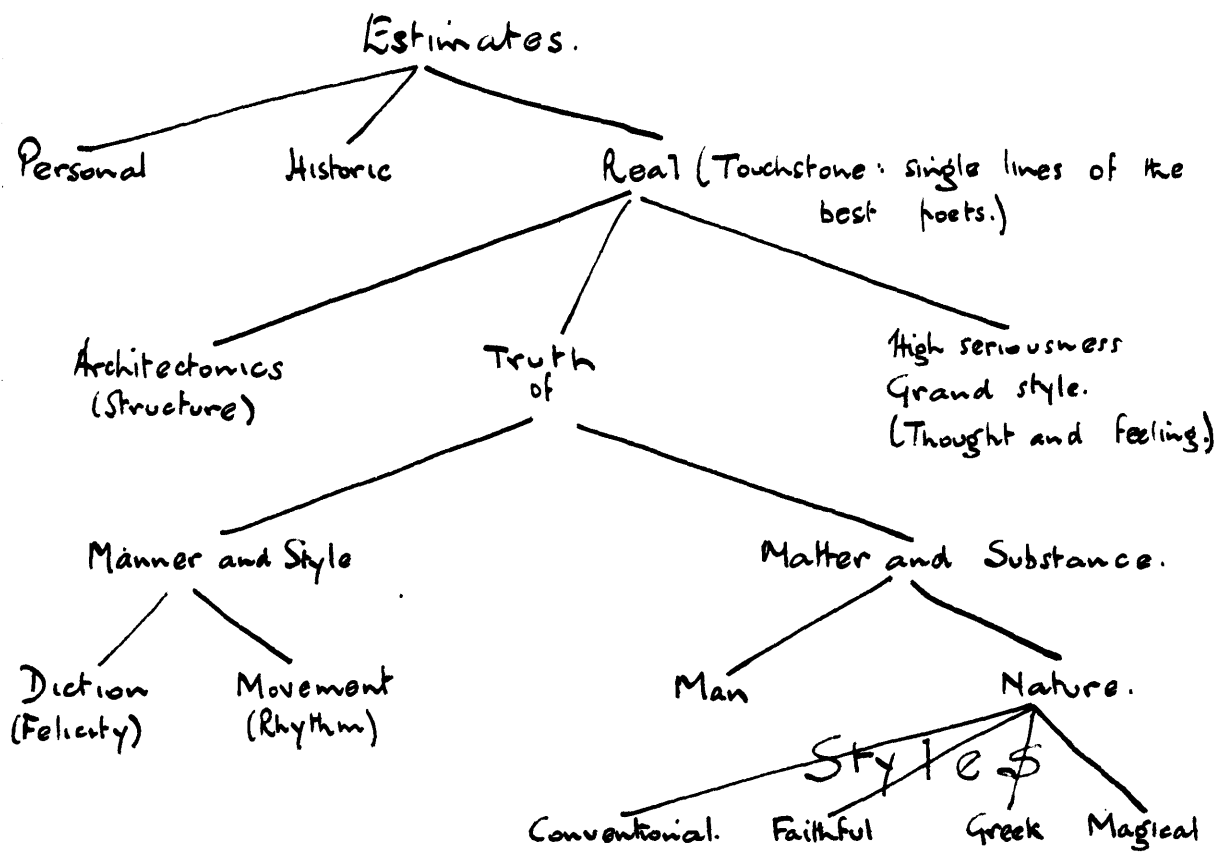 Estimates.
Personal
Historic
Real (Touchstone: single lines of the
best poets.)
Architectonics
(Structure)
Truth
of
High seriousness
Grand style.
(Thought and feeling.)
Manner and Style
Matter and Substance.
Diction
(Felicity)
Movement
(Rhythm)
Man
Nature.
Styles
Conventional.
Faithful
Greek
Magical